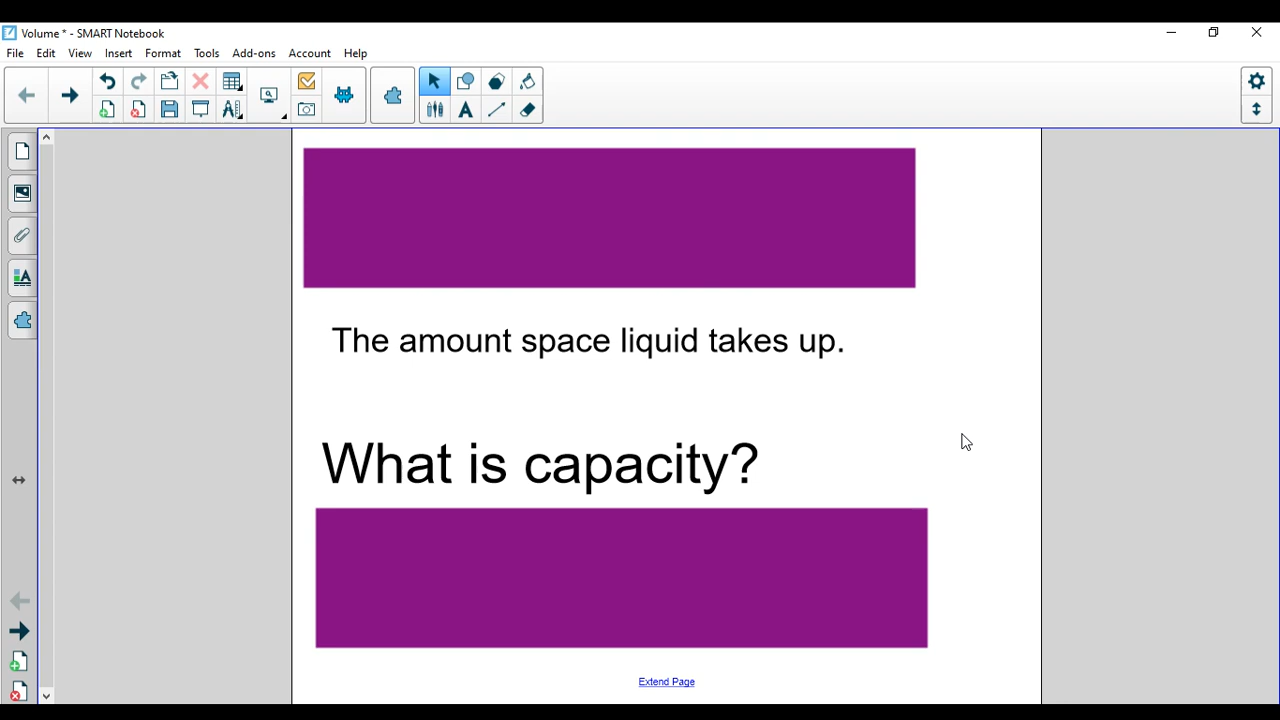 Volume * - SMART Notebook
File Edit View Insert Format Tools Add-ons Account Help
The amount space liquid takes up.
What is capacity?
Extend Page